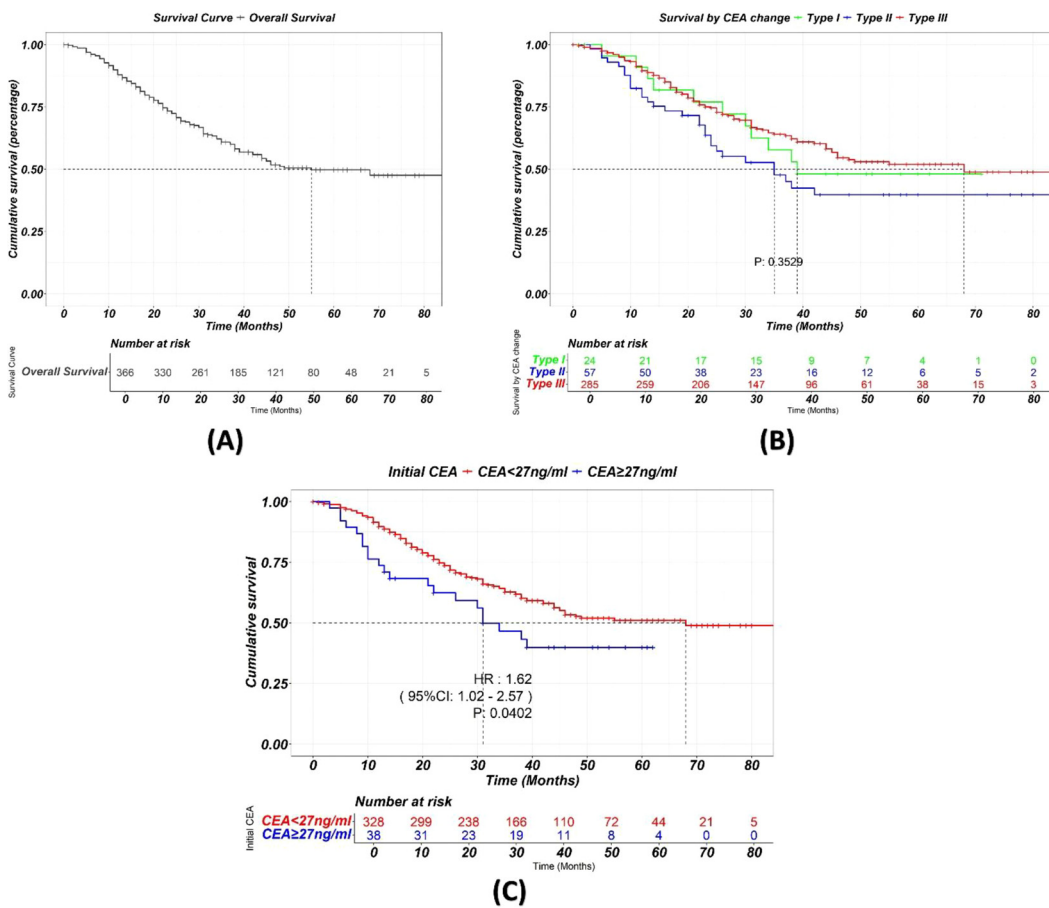 Survival Curve Overall Survival
Cumulative survival (percentage)
1.00
0.75
0.50
0.25
0.00
0 10 20 30 40 50 60 70 80
Time (Months)
Number at risk
Survival Curve
Overall Survival 366 330 261 185 121 80 48 21 5
0 10 20 30 40 50 60 70 80
Time (Months)
(A)
Survival by CEA change Type I Type II Type III
Cumulative survival (percentage)
1.00
0.75
0.50
0.25
0.00
P: 0.3529
0 10 20 30 40 50 60 70 80
Time (Months)
Number at risk
Survival by CEA change
Type I 24 21 17 15 9 7 4 1 0
Type II 57 50 38 23 16 12 6 5 2
Type III 285 259 206 147 96 61 38 15 3
0 10 20 30 40 50 60 70 80
Time (Months)
(B)
Initial CEA CEA<27ng/ml CEA≥27ng/ml
Cumulative survival
1.00
0.75
0.50
0.25
0.00
HR : 1.62
( 95%CI: 1.02 - 2.57 )
P: 0.0402
0 10 20 30 40 50 60 70 80
Time (Months)
Number at risk
Initial CEA
CEA<27ng/ml 328 299 238 166 110 72 44 21 5
CEA≥27ng/ml 38 31 23 19 11 8 4 0 0
0 10 20 30 40 50 60 70 80
Time (Months)
(C)